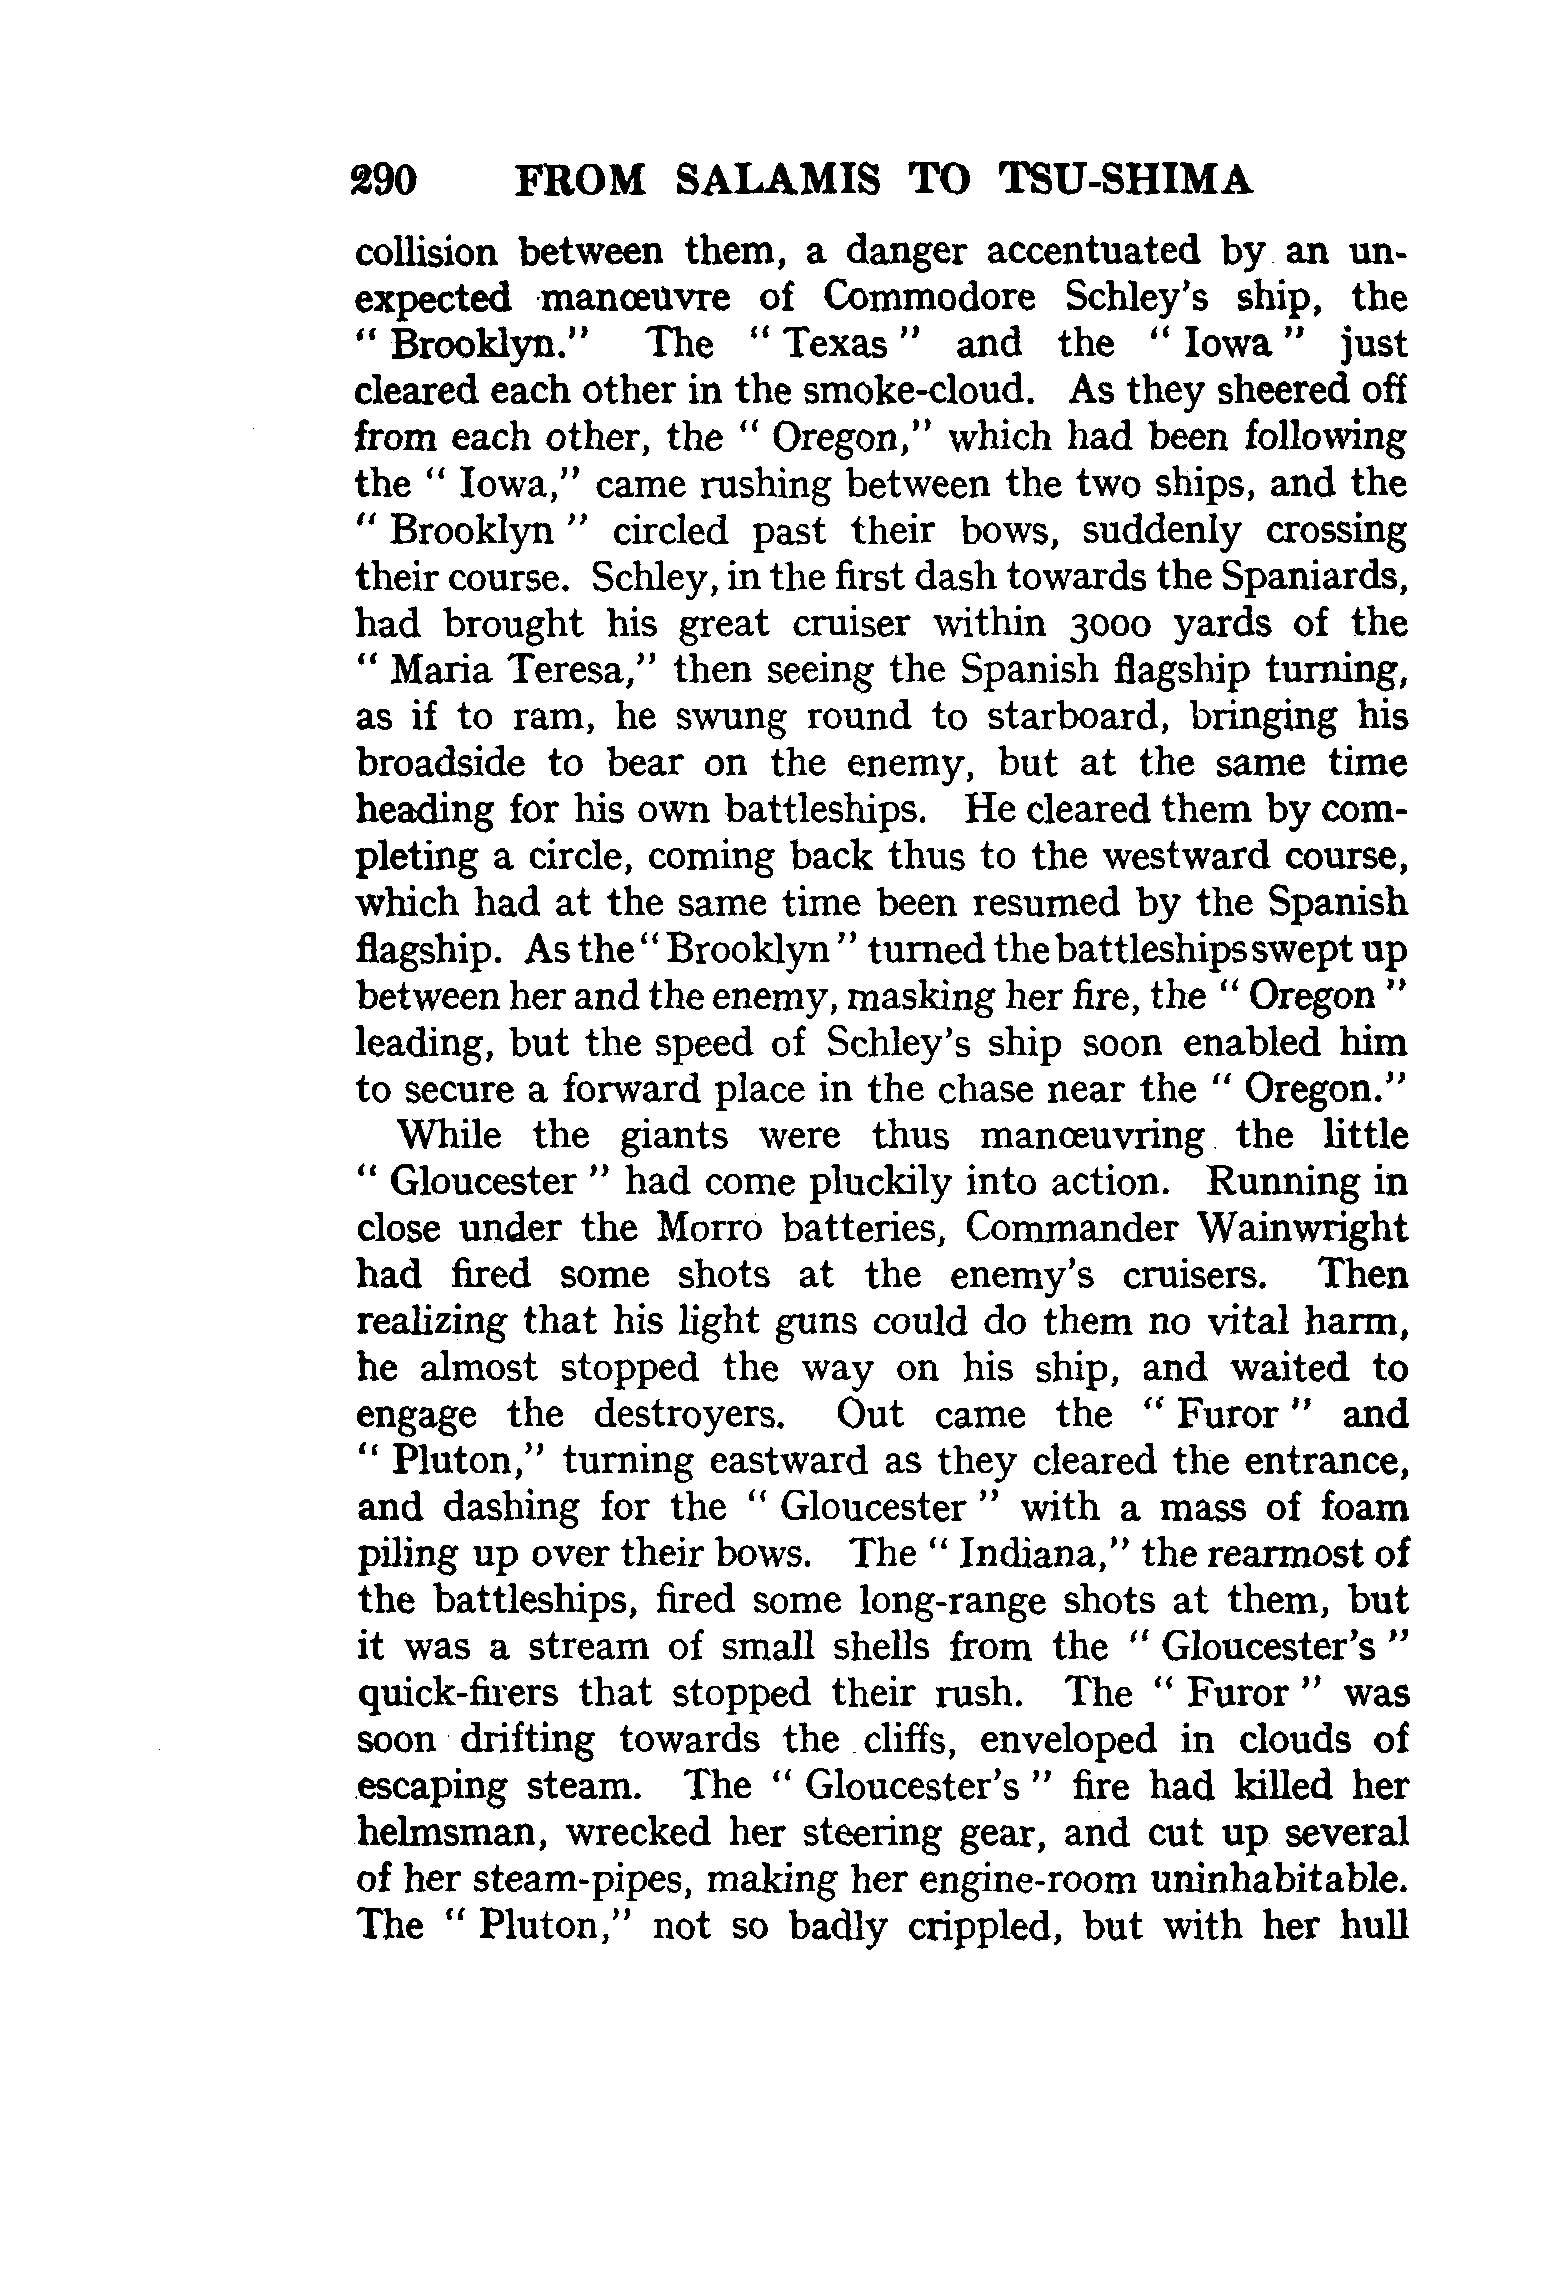 290 FROM SALAMIS TO TSU-SHIMA
collision between them, a danger accentuated by an un-
expected manœuvre of Commodore Schley's ship, the
" Brooklyn." The " Texas " and the " Iowa " just
cleared each other in the smoke-cloud. As they sheered off
from each other, the " Oregon," which had been following
the " Iowa," came rushing between the two ships, and the
" Brooklyn " circled past their bows, suddenly crossing
their course. Schley, in the first dash towards the Spaniards,
had brought his great cruiser within 3000 yards of the
" Maria Teresa," then seeing the Spanish flagship turning,
as if to ram, he swung round to starboard, bringing his
broadside to bear on the enemy, but at the same time
heading for his own battleships. He cleared them by com-
pleting a circle, coming back thus to the westward course,
which had at the same time been resumed by the Spanish
flagship. As the " Brooklyn " turned the battleships swept up
between her and the enemy, masking her fire, the " Oregon "
leading, but the speed of Schley's ship soon enabled him
to secure a forward place in the chase near the " Oregon."
While the giants were thus manœuvring the little
" Gloucester " had come pluckily into action. Running in
close under the Morro batteries, Commander Wainwright
had fired some shots at the enemy's cruisers. Then
realizing that his light guns could do them no vital harm,
he almost stopped the way on his ship, and waited to
engage the destroyers. Out came the " Furor " and
" Pluton," turning eastward as they cleared the entrance,
and dashing for the " Gloucester " with a mass of foam
piling up over their bows. The " Indiana," the rearmost of
the battleships, fired some long-range shots at them, but
it was a stream of small shells from the " Gloucester's "
quick-firers that stopped their rush. The " Furor " was
soon drifting towards the cliffs, enveloped in clouds of
escaping steam. The " Gloucester's " fire had killed her
helmsman, wrecked her steering gear, and cut up several
of her steam-pipes, making her engine-room uninhabitable.
The " Pluton," not so badly crippled, but with her hull